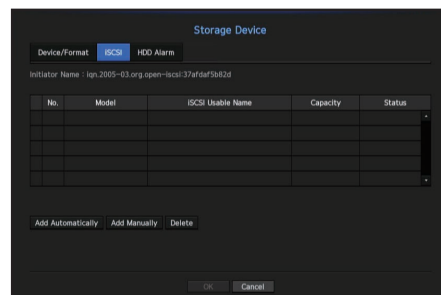 Storage Device
Device/Format iSCSI HDD Alarm
Initiator Name : iqn.2005-03.org.open-iscsi:37afdaf5b82d
No. Model iSCSI Usable Name Capacity Status
Add Automatically Add Manually Delete
OK Cancel